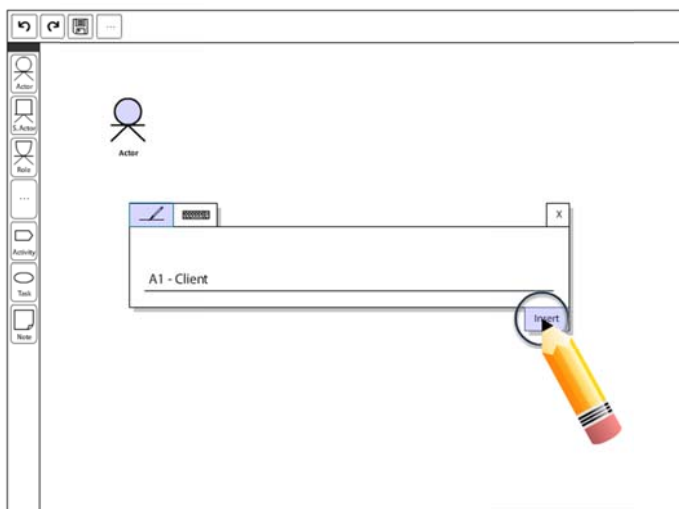 ...
Actor
S. Actor
Role
...
Activity
Task
Note
Actor
X
A1 - Client
Insert